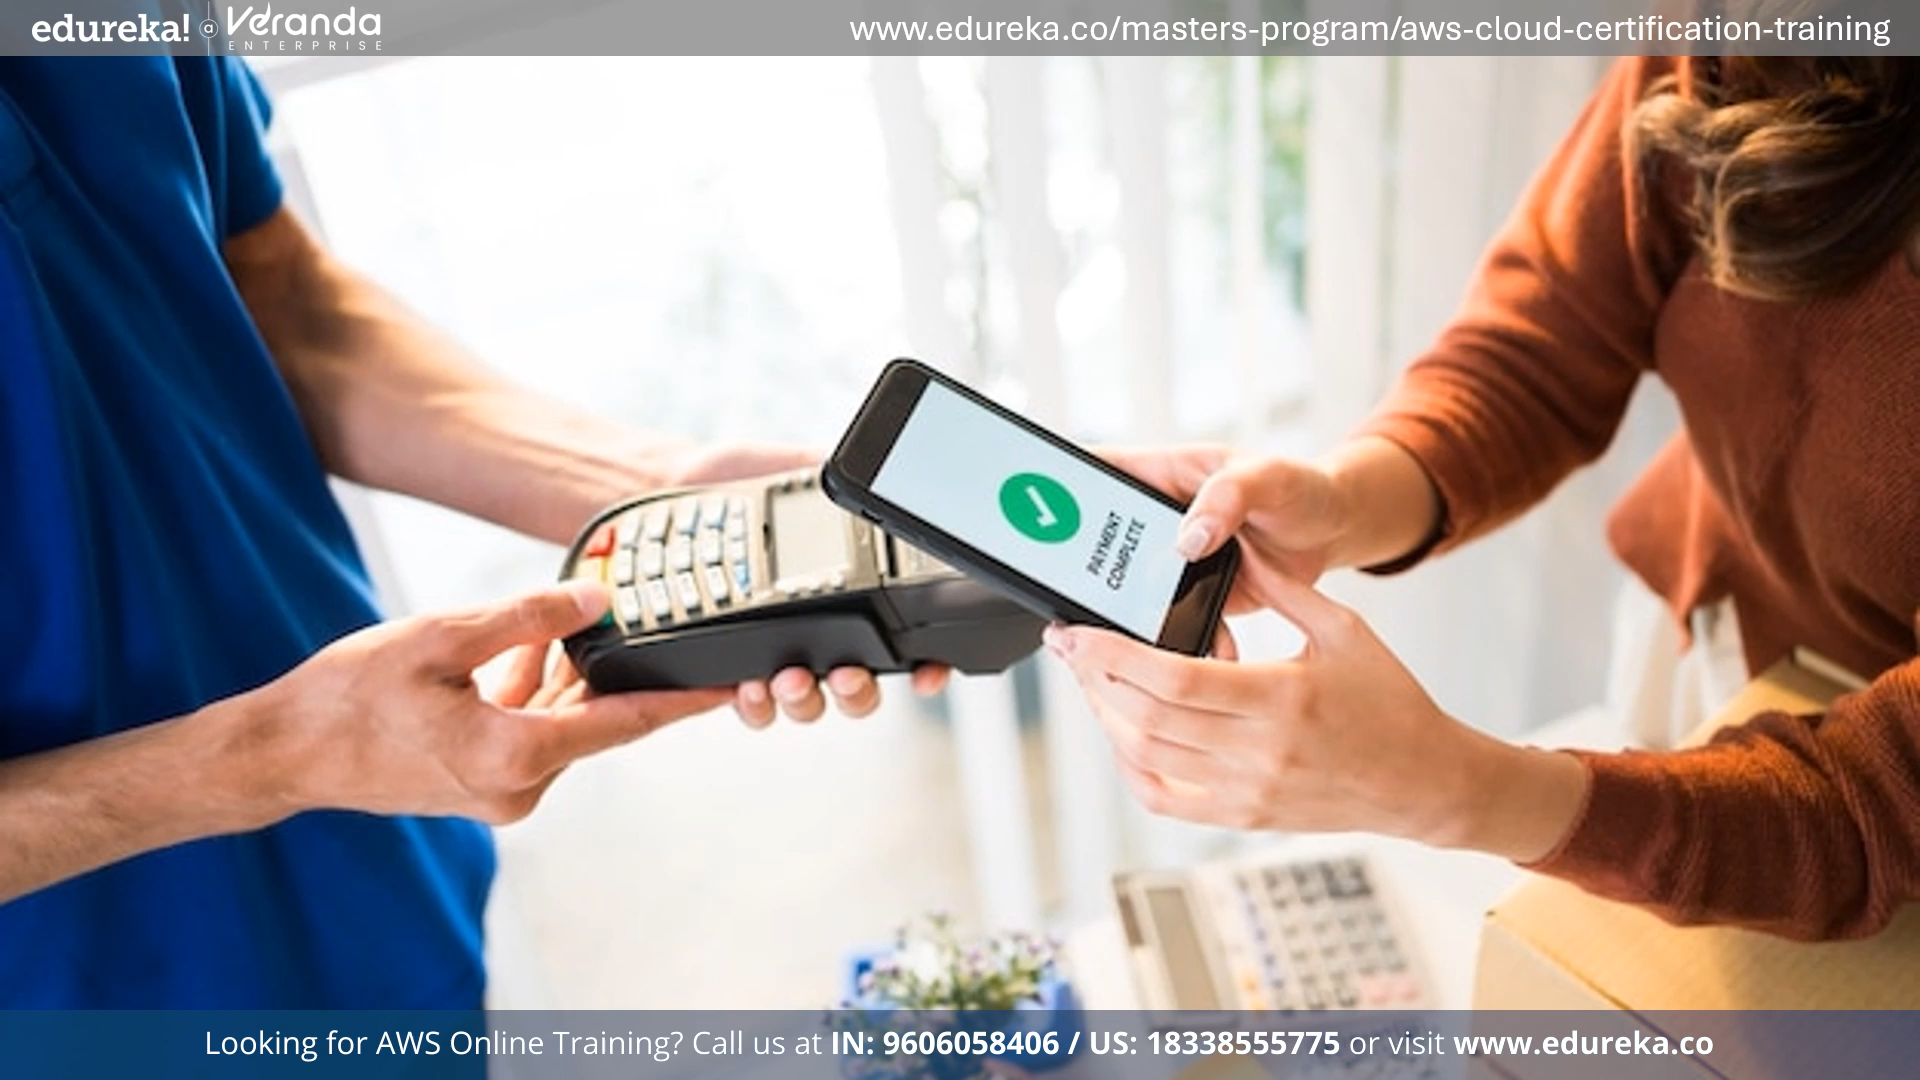 edureka! @ Veranda
ENTERPRISE
www.edureka.co/masters-program/aws-cloud-certification-training
PAYMENT
COMPLETE
Looking for AWS Online Training? Call us at IN: 9606058406 / US: 18338555775 or visit www.edureka.co